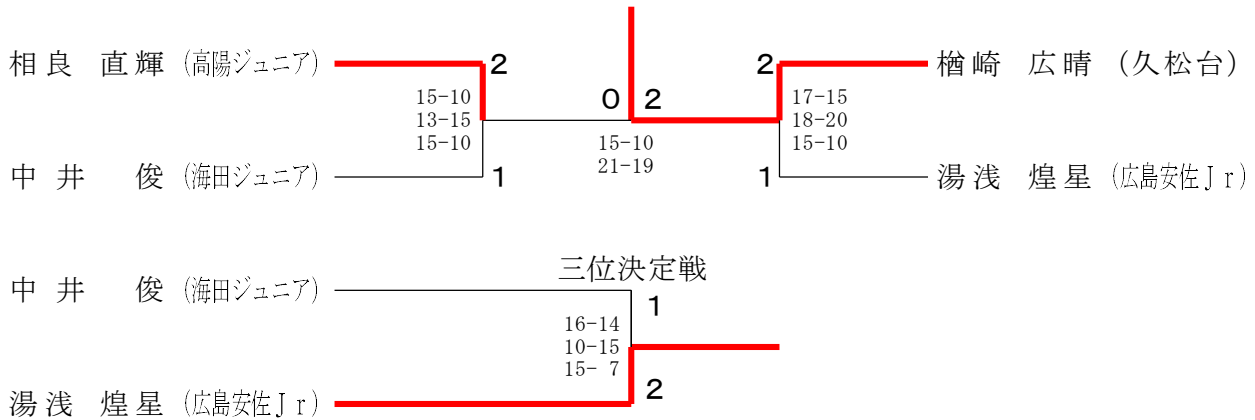 相良 直輝 (高陽ジュニア) 2 2 楢崎 広晴 (久松台)
15-10
13-15
15-10
0 2
15-10
21-19
17-15
18-20
15-10
中井 俊 (海田ジュニア) 1 1 湯浅 煌星 (広島安佐Jr)
三位決定戦
中井 俊 (海田ジュニア) 1
16-14
10-15
15- 7
湯浅 煌星 (広島安佐Jr) 2